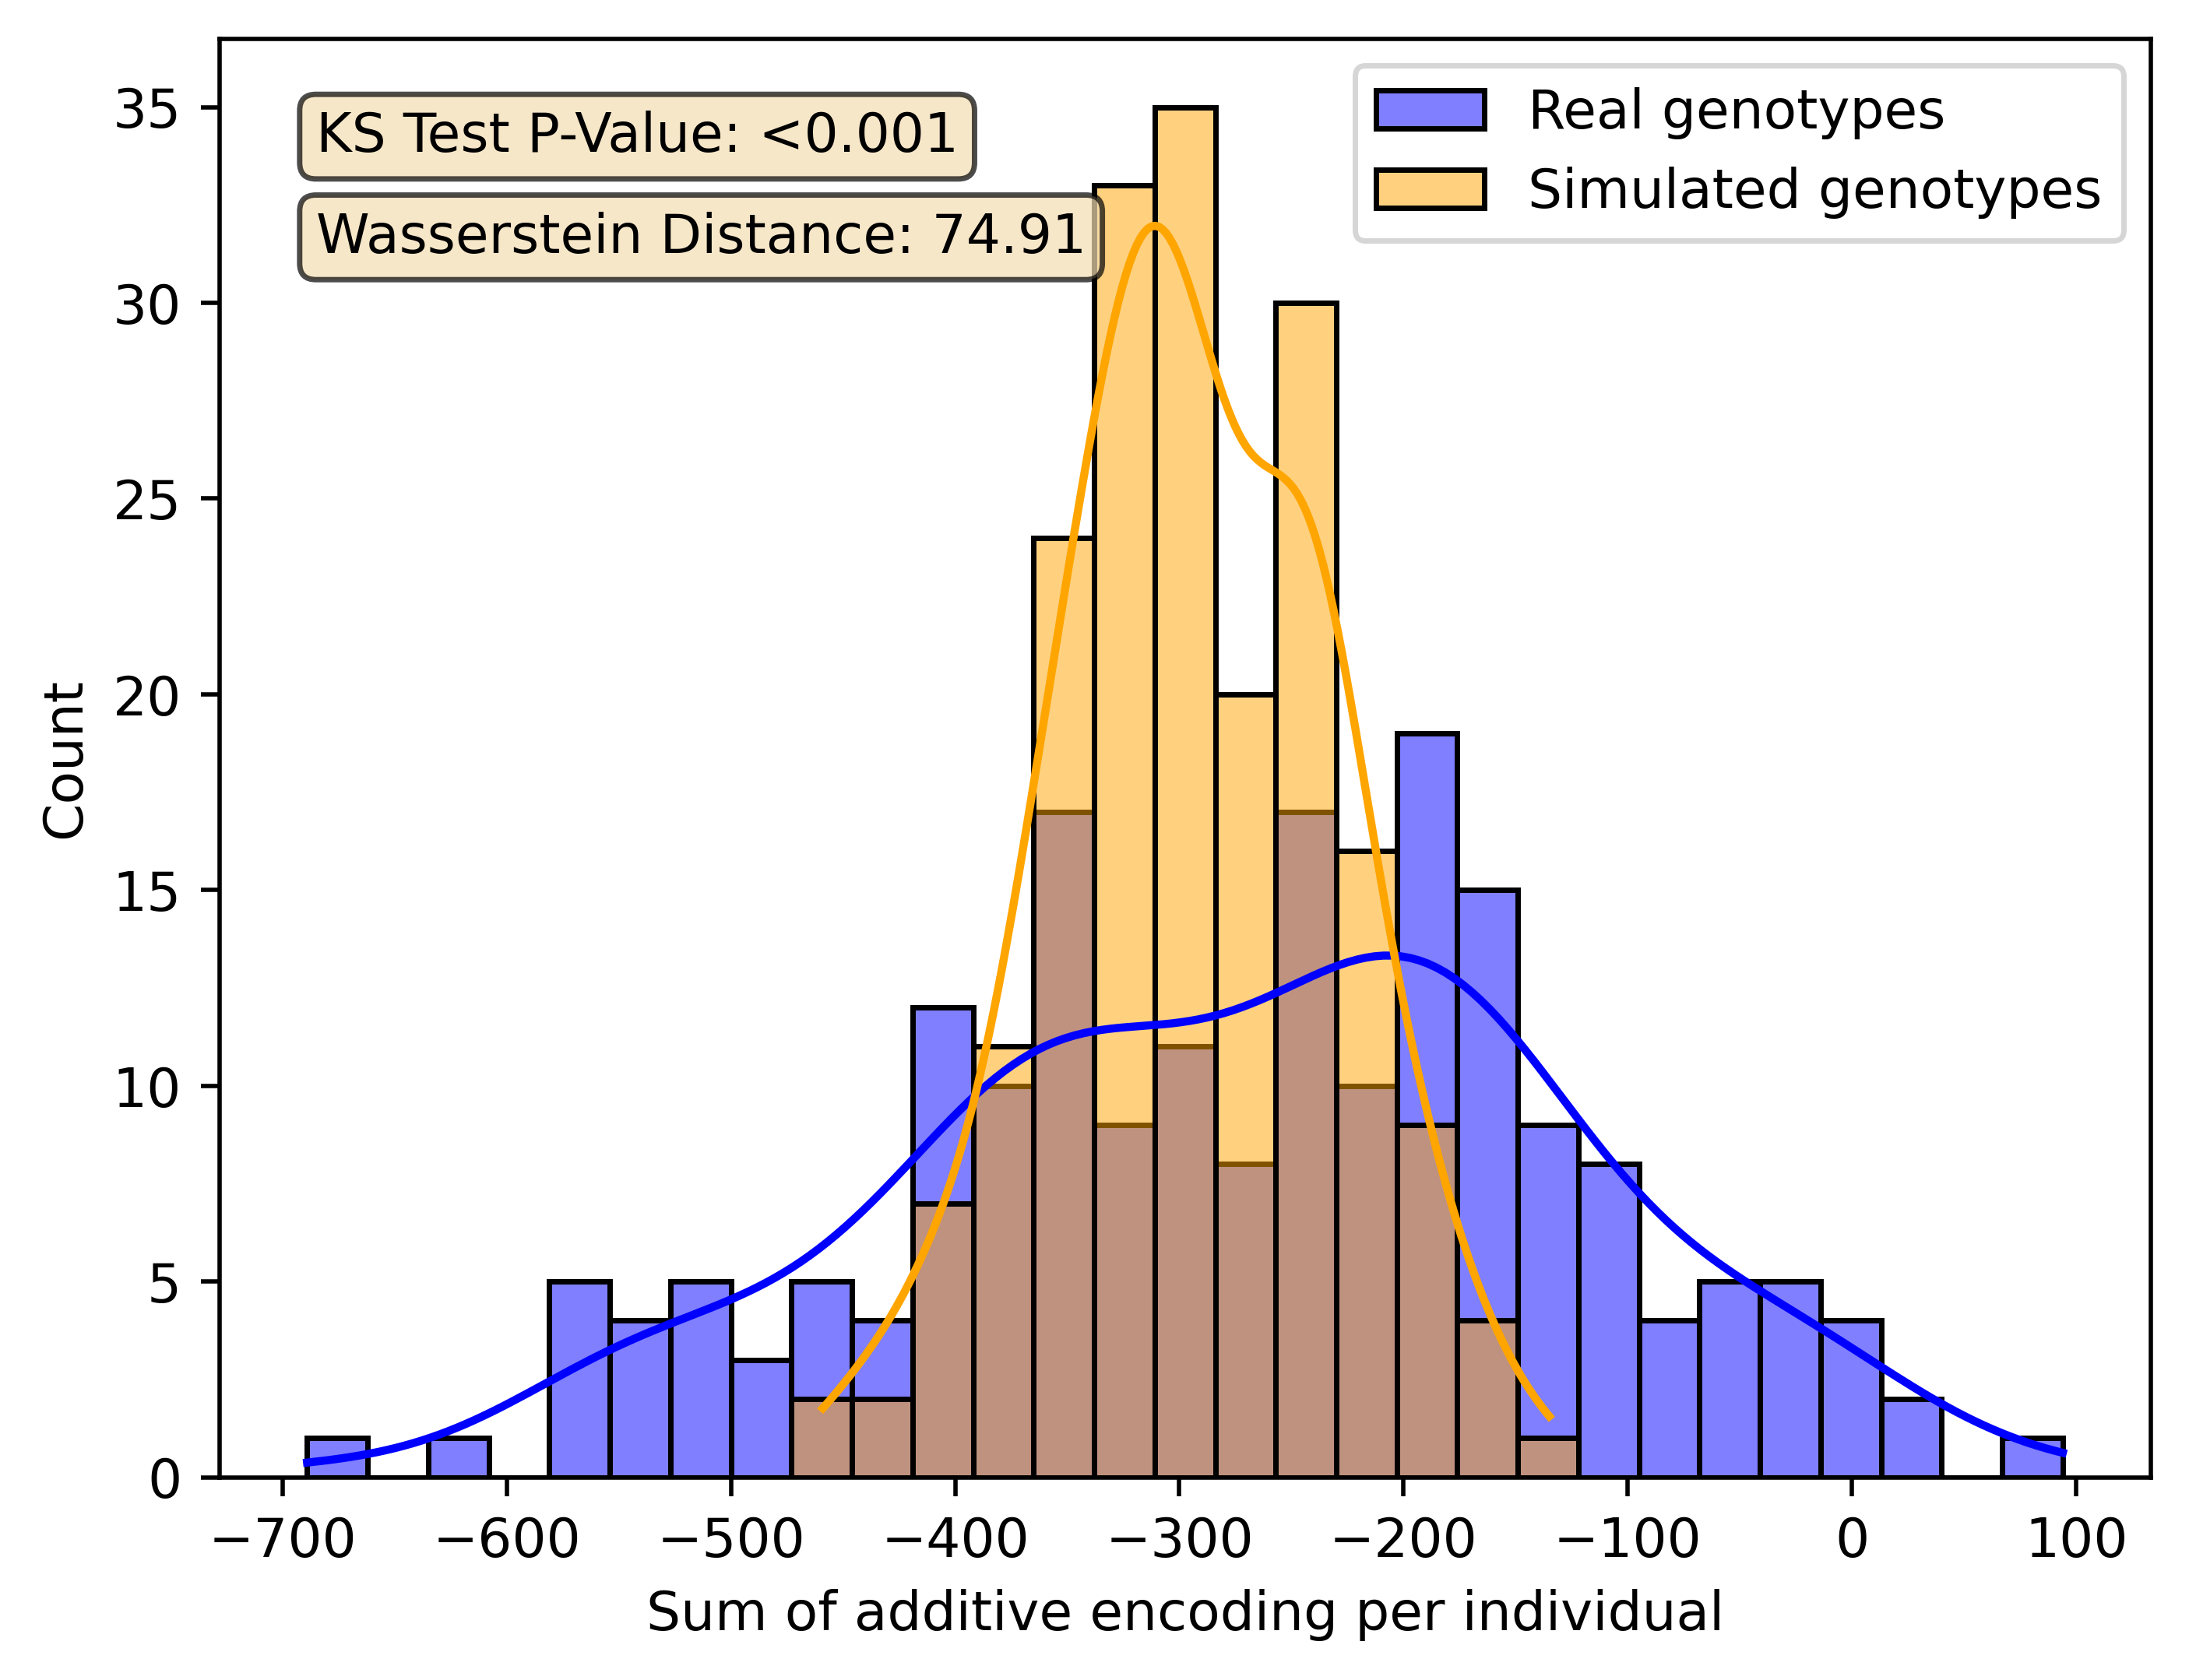 KS Test P-Value: <0.001
Wasserstein Distance: 74.91
Real genotypes
Simulated genotypes
Count
35
30
25
20
15
10
5
0
−700 −600 −500 −400 −300 −200 −100 0 100
Sum of additive encoding per individual